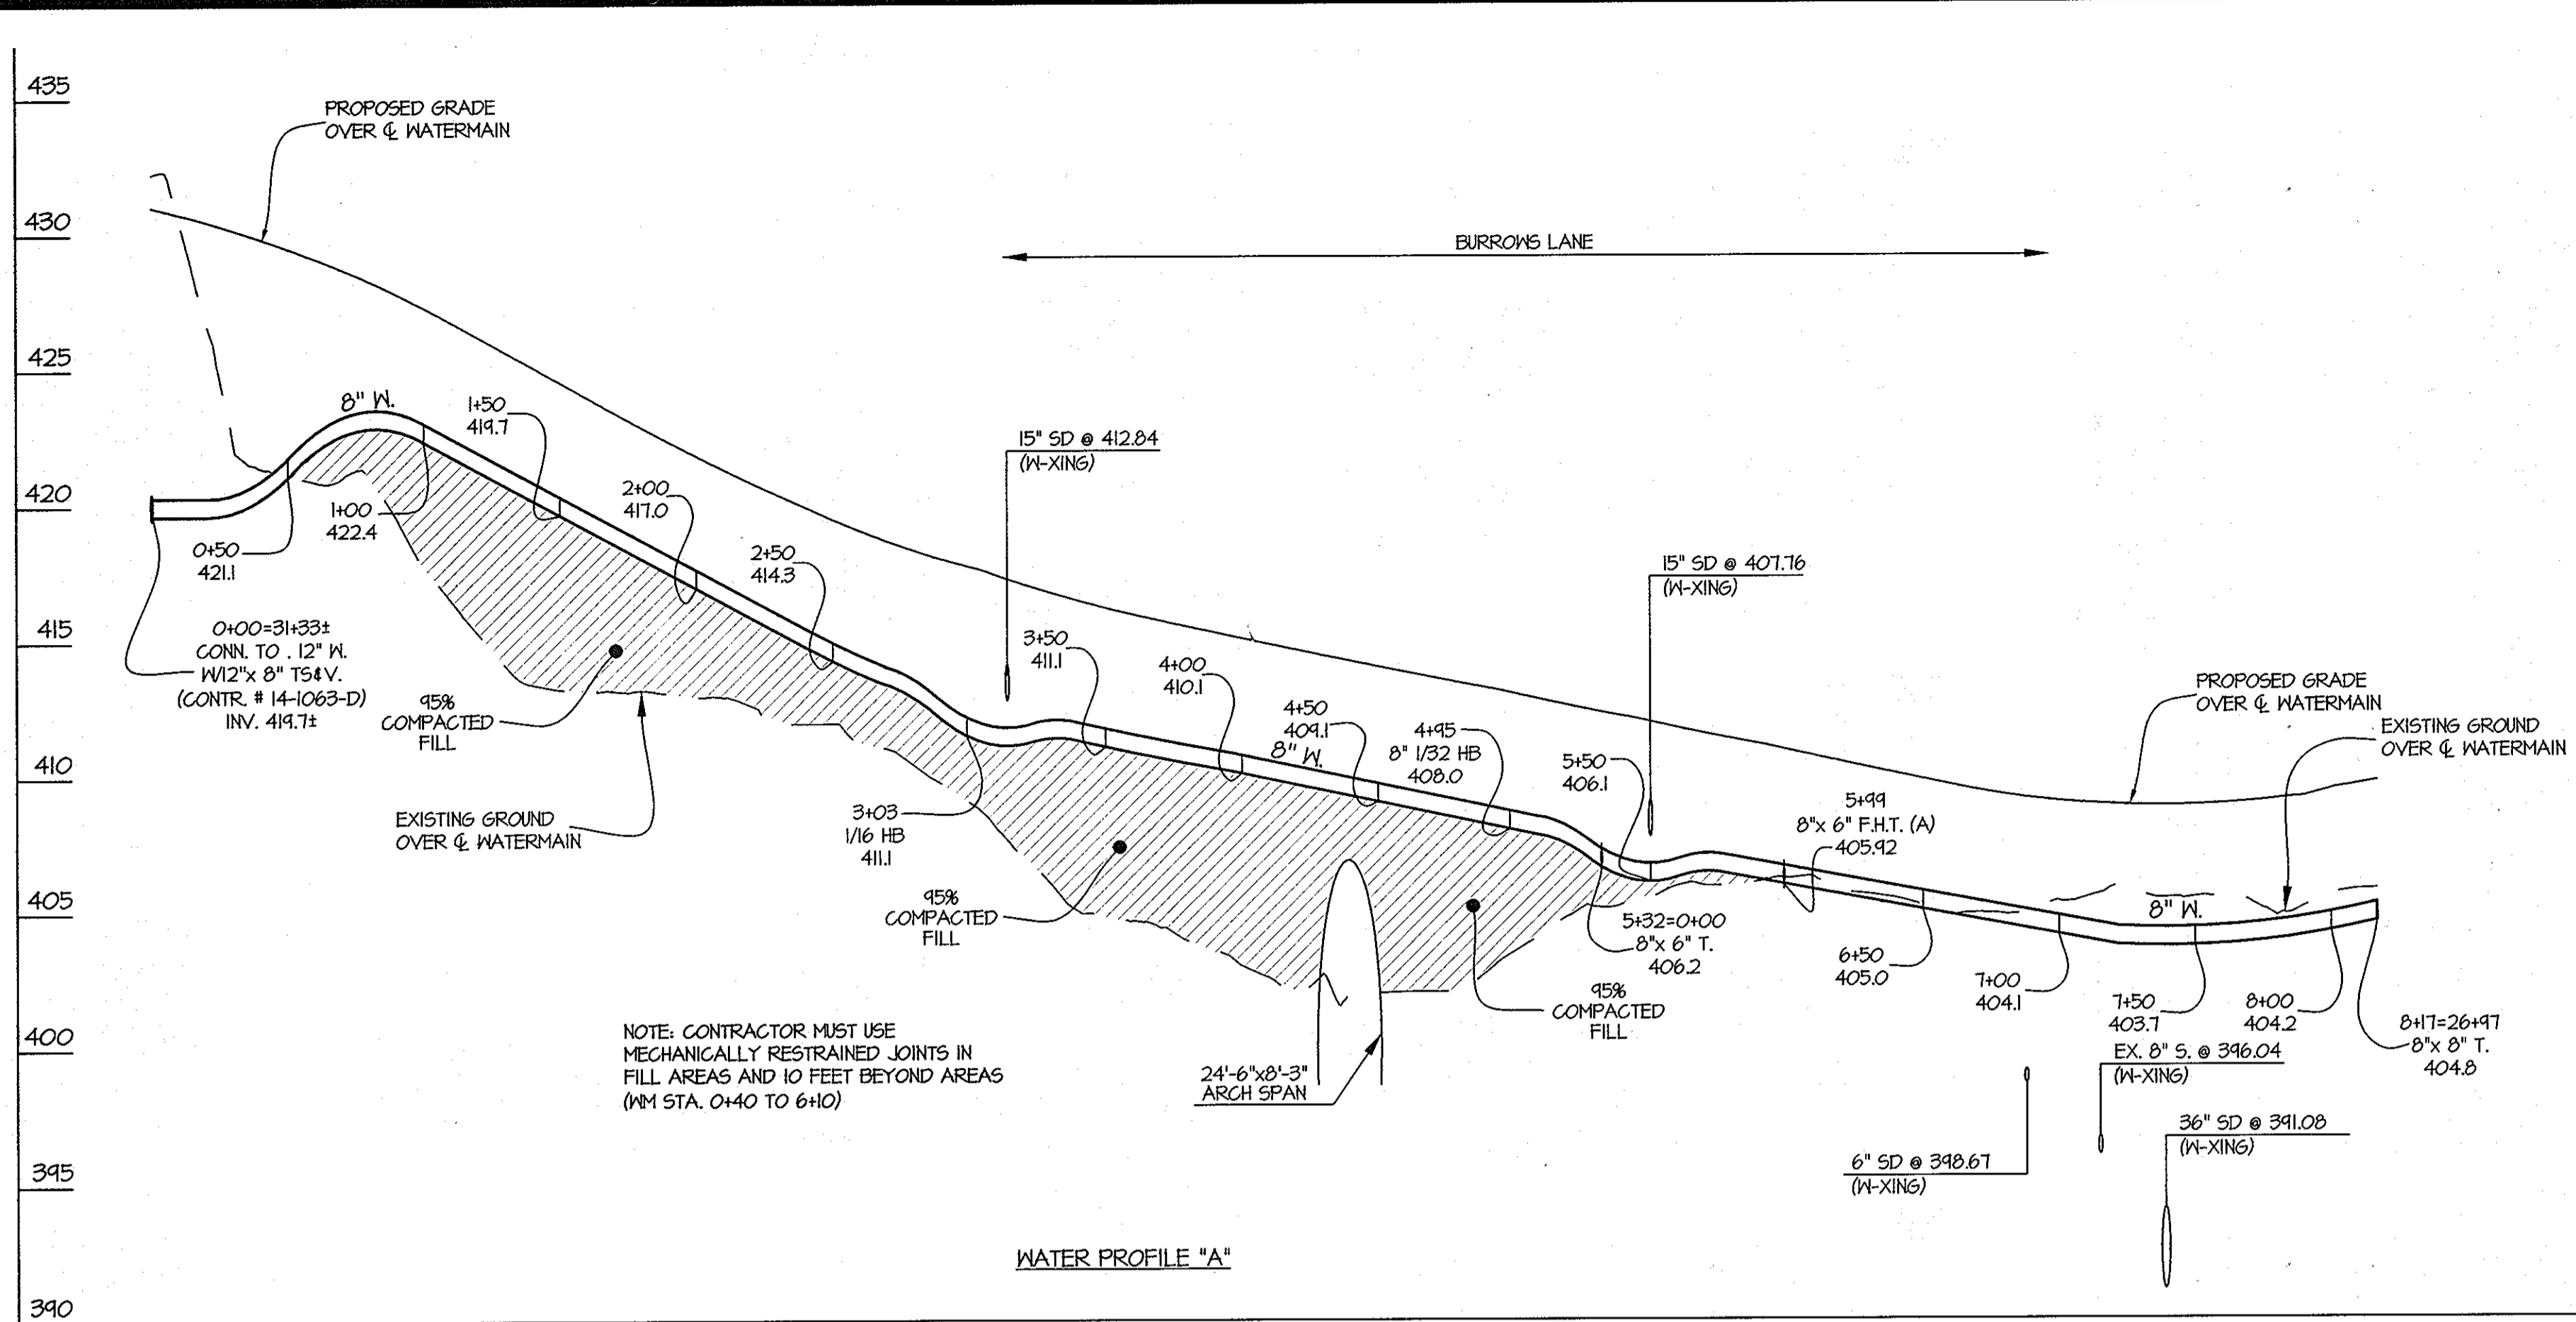 435
PROPOSED GRADE
OVER ℄ WATERMAIN
430
BURROWS LANE
425
8" W.
1+50
419.7
420
2+00
417.0
1+00
422.4
0+50
421.1
2+50
414.3
15" SD @ 412.84
(W-XING)
15" SD @ 407.76
(W-XING)
415
0+00=31+33±
CONN. TO . 12" W.
W/12"x 8" TS&V.
(CONTR. # 14-1063-D)
INV. 419.7±
95%
COMPACTED
FILL
3+50
411.1
4+00
410.1
4+50
409.1
8" W.
4+95
8" 1/32 HB
408.0
5+50
406.1
PROPOSED GRADE
OVER ℄ WATERMAIN
EXISTING GROUND
OVER ℄ WATERMAIN
410
EXISTING GROUND
OVER ℄ WATERMAIN
3+03
1/16 HB
411.1
5+99
8"x 6" F.H.T. (A)
405.92
405
95%
COMPACTED
FILL
5+32=0+00
8"x 6" T.
406.2
8" W.
6+50
405.0
7+00
404.1
7+50
403.7
8+00
404.2
8+17=26+97
8"x 8" T.
404.8
95%
COMPACTED
FILL
400
NOTE: CONTRACTOR MUST USE
MECHANICALLY RESTRAINED JOINTS IN
FILL AREAS AND 10 FEET BEYOND AREAS
(WM STA. 0+40 TO 6+10)
24'-6"x8'-3"
ARCH SPAN
EX. 8" S. @ 396.04
(W-XING)
36" SD @ 391.08
(W-XING)
6" SD @ 398.67
(W-XING)
395
WATER PROFILE "A"
390